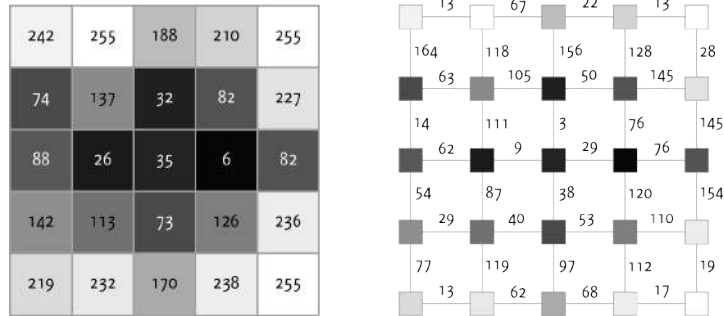 242 255 188 210 255
74 137 32 82 227
88 26 35 6 82
142 113 73 126 236
219 232 170 238 255
13 67 22 13
164 118 156 128 28
63 105 50 145
14 111 3 76 145
62 9 29 76
54 87 38 120 154
29 40 53 110
77 119 97 112 19
13 62 68 17